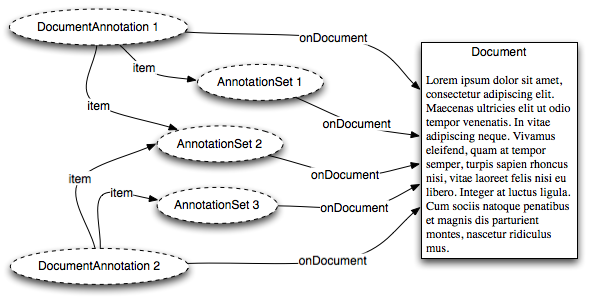 DocumentAnnotation 1
onDocument
Document
item
AnnotationSet 1
item
onDocument
AnnotationSet 2
onDocument
item
item
AnnotationSet 3
onDocument
DocumentAnnotation 2
onDocument
Lorem ipsum dolor sit amet,
consectetur adipiscing elit.
Maecenas ultricies elit ut odio
tempor venenatis. In vitae
adipiscing neque. Vivamus
eleifend, quam at tempor
semper, turpis sapien rhoncus
nisi, vitae laoreet felis nisi eu
libero. Integer at luctus ligula.
Cum sociis natoque penatibus
et magnis dis parturient
montes, nascetur ridiculus
mus.